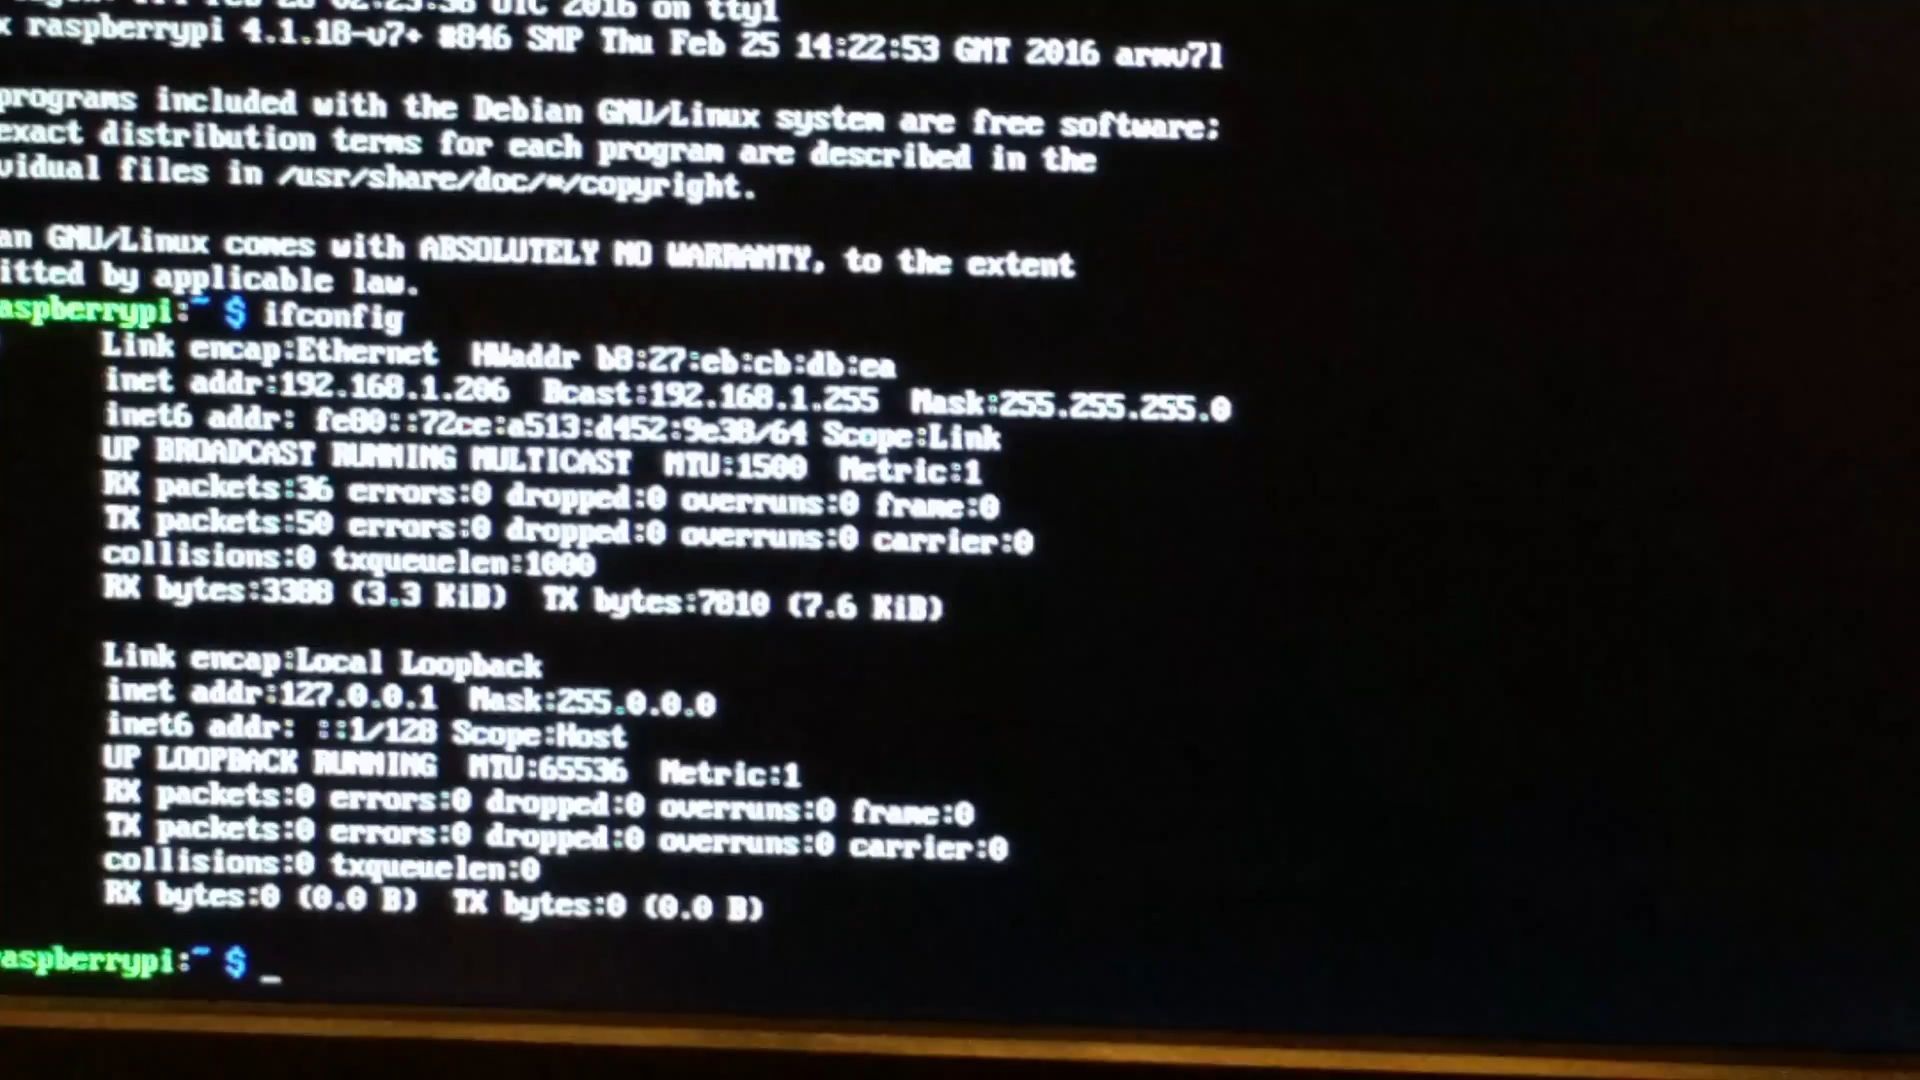 UTC 2016 on tty1
x raspberrypi 4.1.18-v7+ #846 SMP Thu Feb 25 14:22:53 GMT 2016 armv7l
programs included with the Debian GNU/Linux system are free software;
exact distribution terms for each program are described in the
vidual files in /usr/share/doc/*/copyright.
an GNU/Linux comes with ABSOLUTELY NO WARRANTY, to the extent
itted by applicable law.
aspberrypi:~ $ ifconfig
Link encap:Ethernet  HWaddr b8:27:eb:cb:db:ea
inet addr:192.168.1.206  Bcast:192.168.1.255  Mask:255.255.255.0
inet6 addr: fe80::72ce:a513:d452:9e38/64 Scope:Link
UP BROADCAST RUNNING MULTICAST  MTU:1500  Metric:1
RX packets:36 errors:0 dropped:0 overruns:0 frame:0
TX packets:50 errors:0 dropped:0 overruns:0 carrier:0
collisions:0 txqueuelen:1000
RX bytes:3388 (3.3 KiB)  TX bytes:7810 (7.6 KiB)
Link encap:Local Loopback
inet addr:127.0.0.1  Mask:255.0.0.0
inet6 addr: ::1/128 Scope:Host
UP LOOPBACK RUNNING  MTU:65536  Metric:1
RX packets:0 errors:0 dropped:0 overruns:0 frame:0
TX packets:0 errors:0 dropped:0 overruns:0 carrier:0
collisions:0 txqueuelen:0
RX bytes:0 (0.0 B)  TX bytes:0 (0.0 B)
aspberrypi:~ $ _